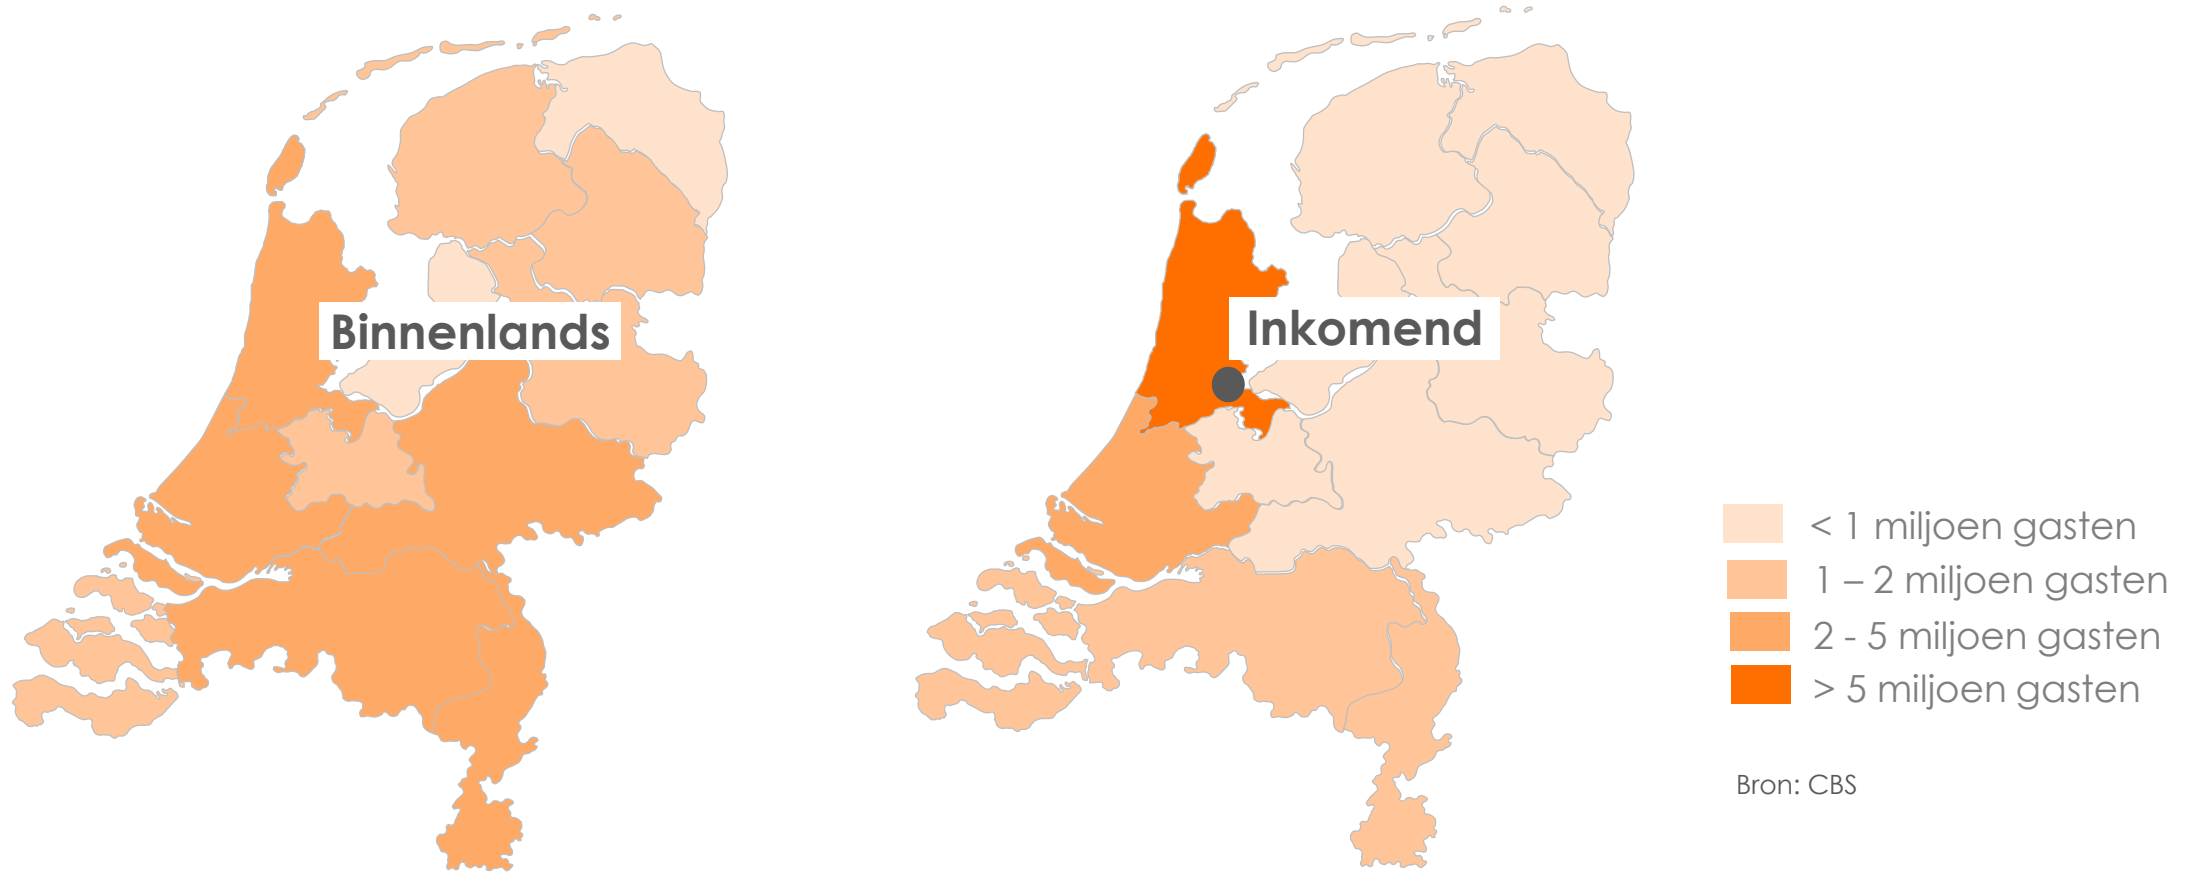 Binnenlands
Inkomend
< 1 miljoen gasten
1 – 2 miljoen gasten
2 - 5 miljoen gasten
> 5 miljoen gasten
Bron: CBS